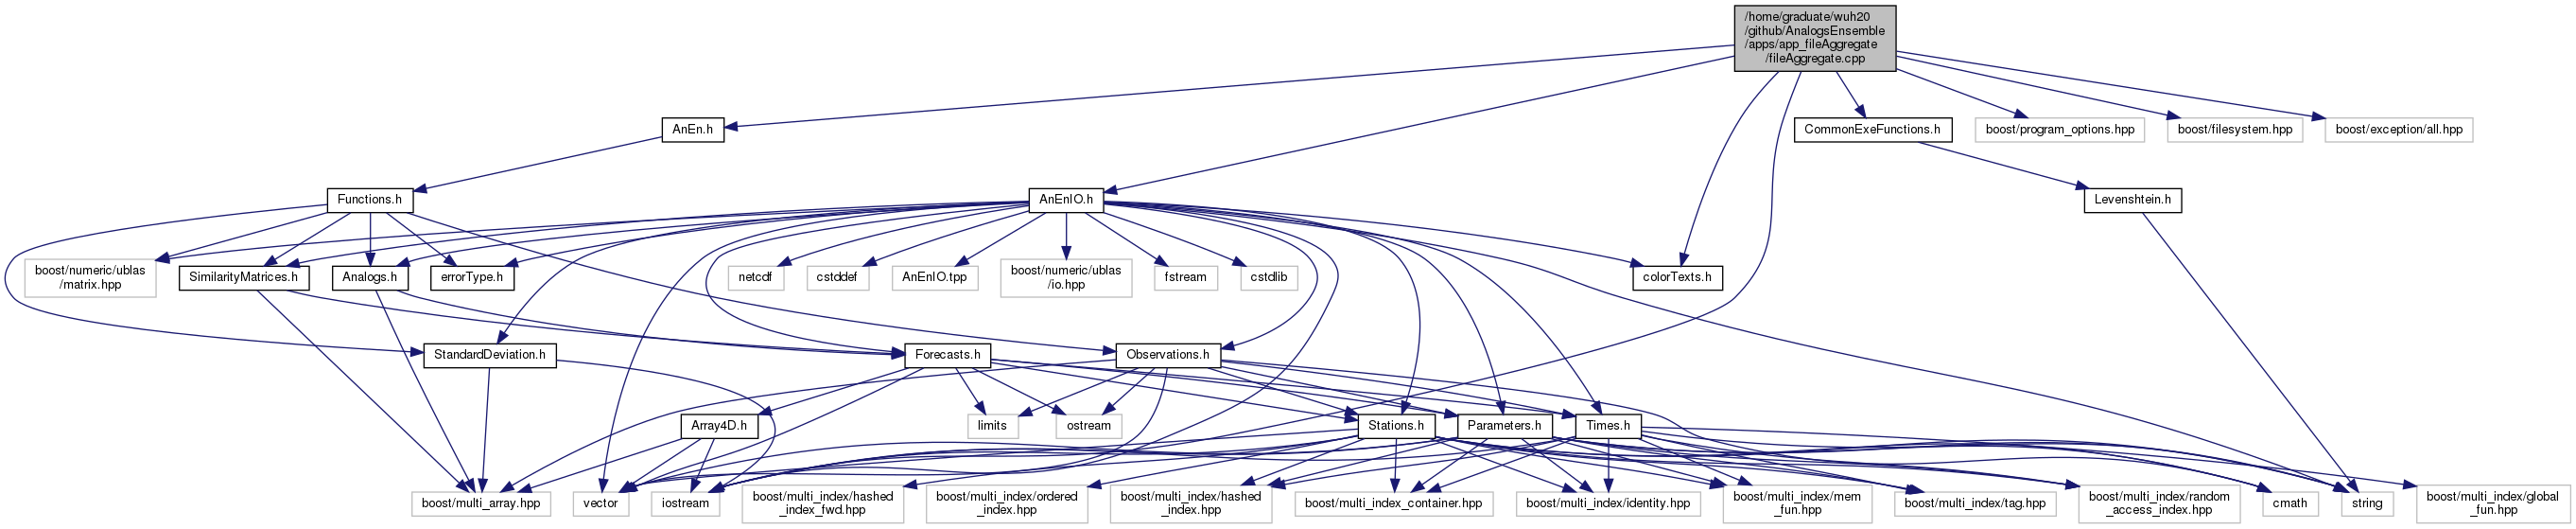 /home/graduate/wuh20
/github/AnalogsEnsemble
/apps/app_fileAggregate
/fileAggregate.cpp
AnEn.h
CommonExeFunctions.h
boost/program_options.hpp
boost/filesystem.hpp
boost/exception/all.hpp
Functions.h
AnEnIO.h
Levenshtein.h
boost/numeric/ublas
/matrix.hpp
SimilarityMatrices.h
Analogs.h
errorType.h
netcdf
cstddef
AnEnIO.tpp
boost/numeric/ublas
/io.hpp
fstream
cstdlib
colorTexts.h
StandardDeviation.h
Forecasts.h
Observations.h
Array4D.h
limits
ostream
Stations.h
Parameters.h
Times.h
boost/multi_array.hpp
vector
iostream
boost/multi_index/hashed
_index_fwd.hpp
boost/multi_index/ordered
_index.hpp
boost/multi_index/hashed
_index.hpp
boost/multi_index_container.hpp
boost/multi_index/identity.hpp
boost/multi_index/mem
_fun.hpp
boost/multi_index/tag.hpp
boost/multi_index/random
_access_index.hpp
cmath
string
boost/multi_index/global
_fun.hpp